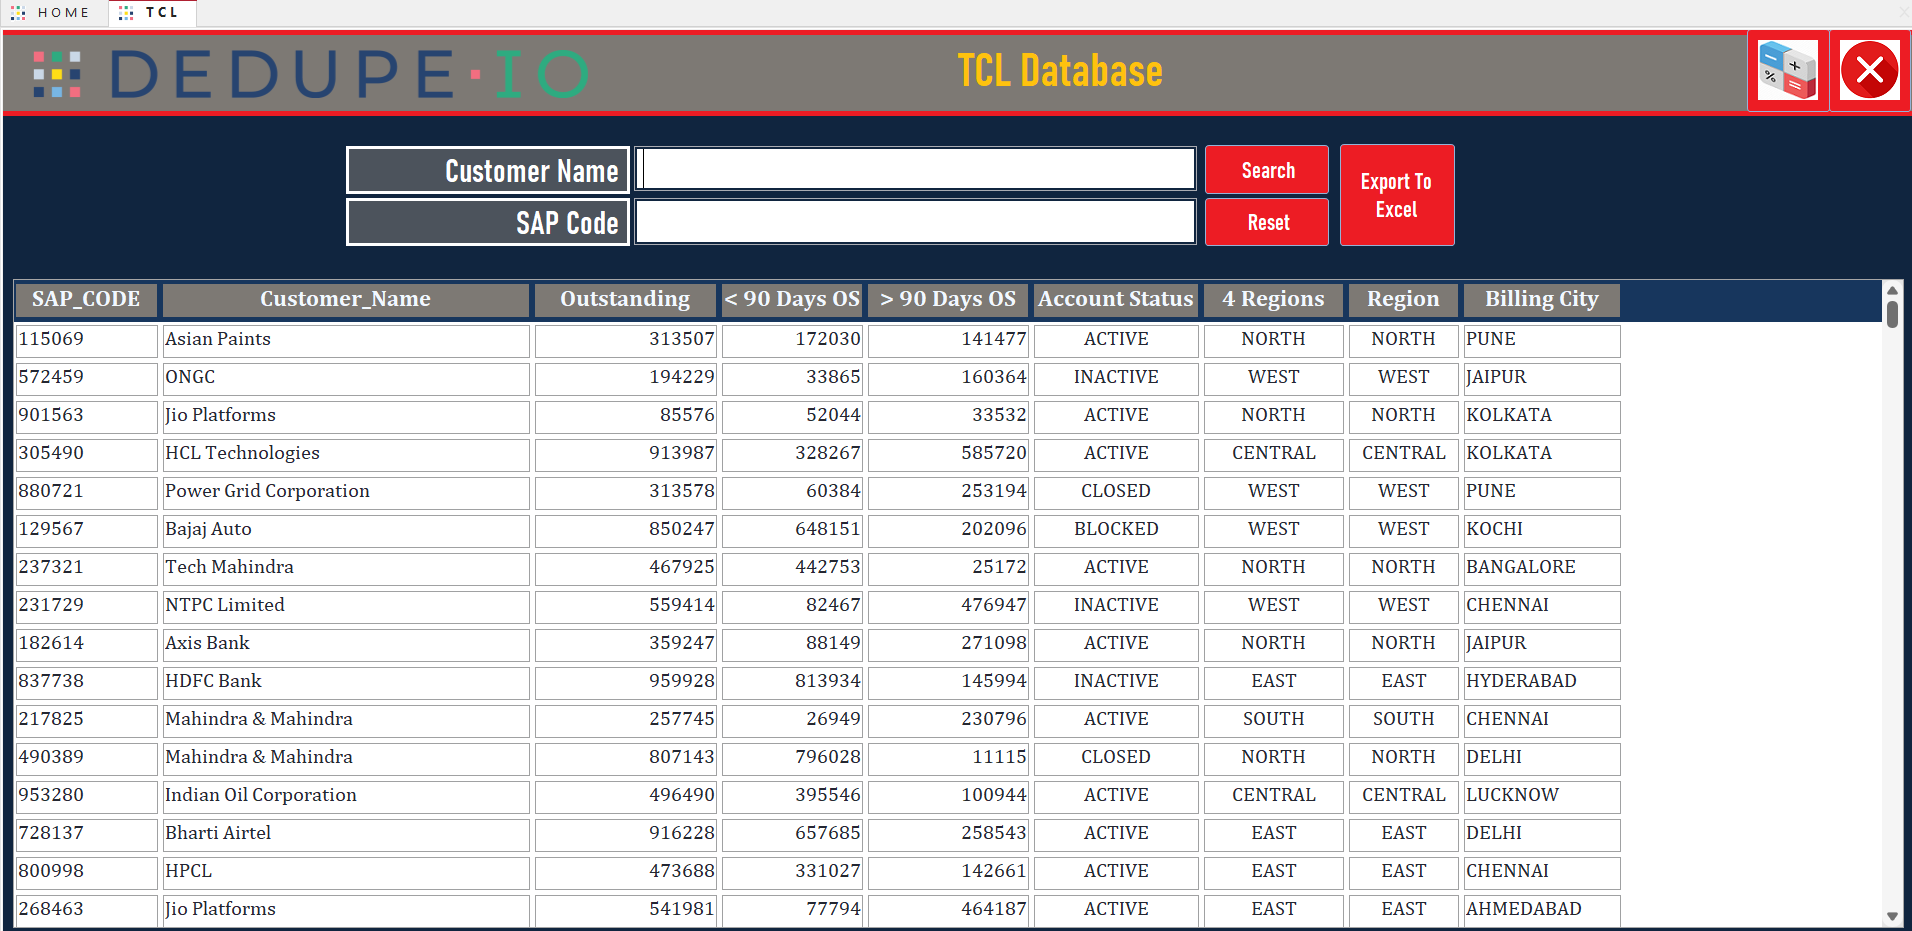 HOME TCL
DEDUPE·IO TCL Database
Customer Name Search Export To Excel
SAP Code Reset
SAP_CODE Customer_Name Outstanding < 90 Days OS > 90 Days OS Account Status 4 Regions Region Billing City
115069 Asian Paints 313507 172030 141477 ACTIVE NORTH NORTH PUNE
572459 ONGC 194229 33865 160364 INACTIVE WEST WEST JAIPUR
901563 Jio Platforms 85576 52044 33532 ACTIVE NORTH NORTH KOLKATA
305490 HCL Technologies 913987 328267 585720 ACTIVE CENTRAL CENTRAL KOLKATA
880721 Power Grid Corporation 313578 60384 253194 CLOSED WEST WEST PUNE
129567 Bajaj Auto 850247 648151 202096 BLOCKED WEST WEST KOCHI
237321 Tech Mahindra 467925 442753 25172 ACTIVE NORTH NORTH BANGALORE
231729 NTPC Limited 559414 82467 476947 INACTIVE WEST WEST CHENNAI
182614 Axis Bank 359247 88149 271098 ACTIVE NORTH NORTH JAIPUR
837738 HDFC Bank 959928 813934 145994 INACTIVE EAST EAST HYDERABAD
217825 Mahindra & Mahindra 257745 26949 230796 ACTIVE SOUTH SOUTH CHENNAI
490389 Mahindra & Mahindra 807143 796028 11115 CLOSED NORTH NORTH DELHI
953280 Indian Oil Corporation 496490 395546 100944 ACTIVE CENTRAL CENTRAL LUCKNOW
728137 Bharti Airtel 916228 657685 258543 ACTIVE EAST EAST DELHI
800998 HPCL 473688 331027 142661 ACTIVE EAST EAST CHENNAI
268463 Jio Platforms 541981 77794 464187 ACTIVE EAST EAST AHMEDABAD